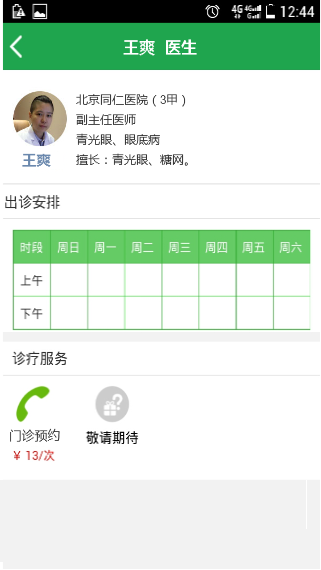 4G 4G 12:44
王爽 医生
北京同仁医院（3甲）
副主任医师
青光眼、眼底病
王爽
擅长：青光眼、糖网。
出诊安排
时段 周日 周一 周二 周三 周四 周五 周六
上午
下午
诊疗服务
门诊预约 敬请期待
¥ 13/次